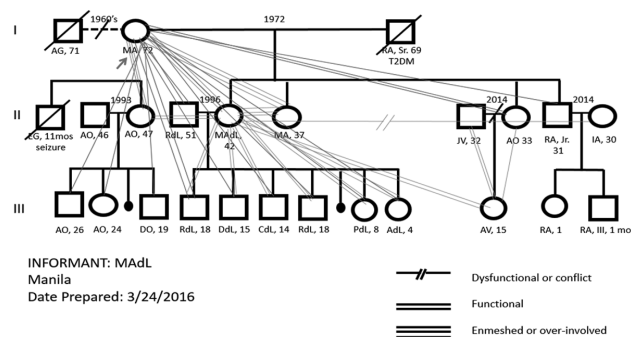 I
1960's
1972
AG, 71
MA, 72
RA, Sr. 69
T2DM
II
1993
1996
2014
2014
EG, 11mos
seizure
AO, 46
AO, 47
RdL, 51
MAdL,
42
MA, 37
JV, 32
AO 33
RA, Jr.
31
IA, 30
III
AO, 26
AO, 24
DO, 19
RdL, 18
DdL, 15
CdL, 14
RdL, 18
PdL, 8
AdL, 4
AV, 15
RA, 1
RA, III, 1 mo
INFORMANT: MAdL
Manila
Date Prepared: 3/24/2016
Dysfunctional or conflict
Functional
Enmeshed or over-involved